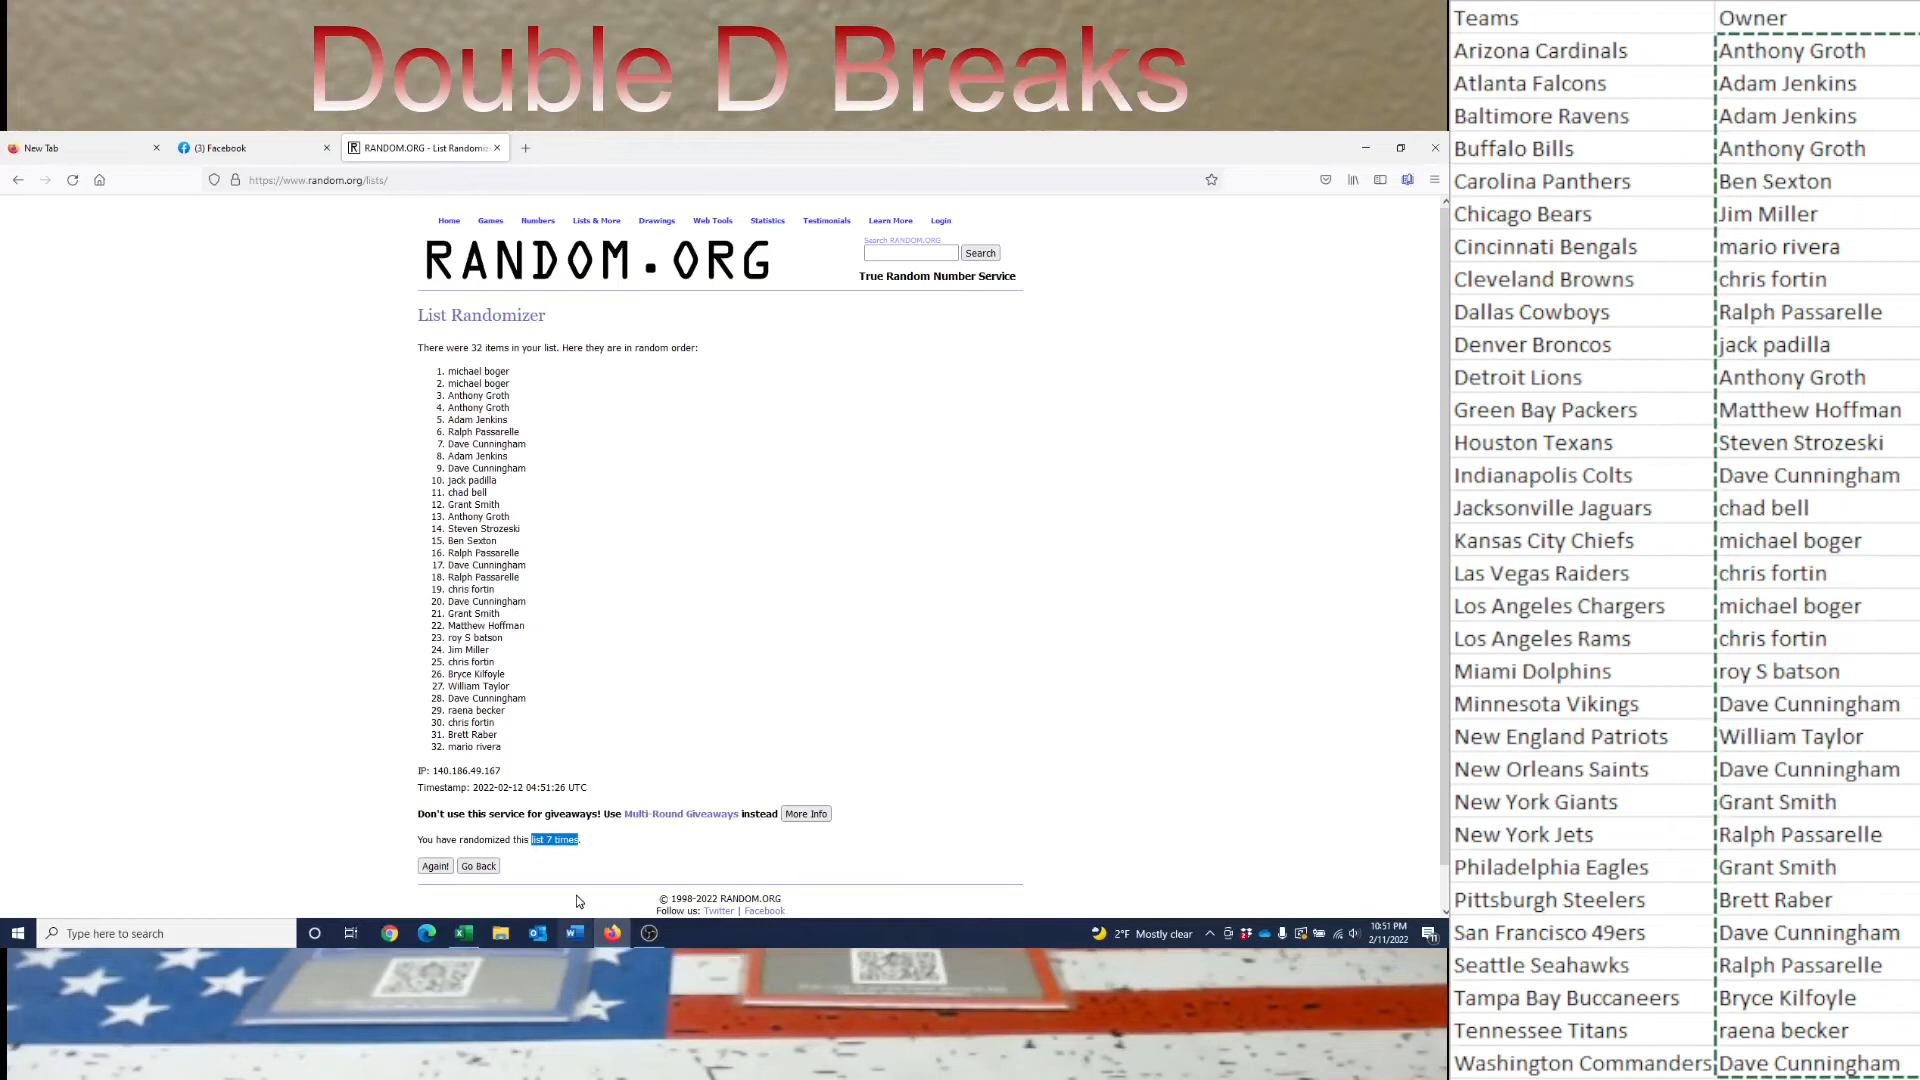 Double D Breaks
New Tab
(3) Facebook
RANDOM.ORG - List Randomiz
https://www.random.org/lists/
Home Games Numbers Lists & More Drawings Web Tools Statistics Testimonials Learn More Login
RANDOM.ORG
Search RANDOM.ORG
Search
True Random Number Service
List Randomizer
There were 32 items in your list. Here they are in random order:
1. michael boger
2. michael boger
3. Anthony Groth
4. Anthony Groth
5. Adam Jenkins
6. Ralph Passarelle
7. Dave Cunningham
8. Adam Jenkins
9. Dave Cunningham
10. jack padilla
11. chad bell
12. Grant Smith
13. Anthony Groth
14. Steven Strozeski
15. Ben Sexton
16. Ralph Passarelle
17. Dave Cunningham
18. Ralph Passarelle
19. chris fortin
20. Dave Cunningham
21. Grant Smith
22. Matthew Hoffman
23. roy S batson
24. Jim Miller
25. chris fortin
26. Bryce Kilfoyle
27. William Taylor
28. Dave Cunningham
29. raena becker
30. chris fortin
31. Brett Raber
32. mario rivera
IP: 140.186.49.167
Timestamp: 2022-02-12 04:51:26 UTC
Don't use this service for giveaways! Use Multi-Round Giveaways instead More Info
You have randomized this list 7 times.
Again! Go Back
© 1998-2022 RANDOM.ORG
Follow us: Twitter | Facebook
Type here to search
2°F Mostly clear
10:51 PM
2/11/2022
Teams Owner
Arizona Cardinals Anthony Groth
Atlanta Falcons Adam Jenkins
Baltimore Ravens Adam Jenkins
Buffalo Bills Anthony Groth
Carolina Panthers Ben Sexton
Chicago Bears Jim Miller
Cincinnati Bengals mario rivera
Cleveland Browns chris fortin
Dallas Cowboys Ralph Passarelle
Denver Broncos jack padilla
Detroit Lions Anthony Groth
Green Bay Packers Matthew Hoffman
Houston Texans Steven Strozeski
Indianapolis Colts Dave Cunningham
Jacksonville Jaguars chad bell
Kansas City Chiefs michael boger
Las Vegas Raiders chris fortin
Los Angeles Chargers michael boger
Los Angeles Rams chris fortin
Miami Dolphins roy S batson
Minnesota Vikings Dave Cunningham
New England Patriots William Taylor
New Orleans Saints Dave Cunningham
New York Giants Grant Smith
New York Jets Ralph Passarelle
Philadelphia Eagles Grant Smith
Pittsburgh Steelers Brett Raber
San Francisco 49ers Dave Cunningham
Seattle Seahawks Ralph Passarelle
Tampa Bay Buccaneers Bryce Kilfoyle
Tennessee Titans raena becker
Washington Commanders Dave Cunningham